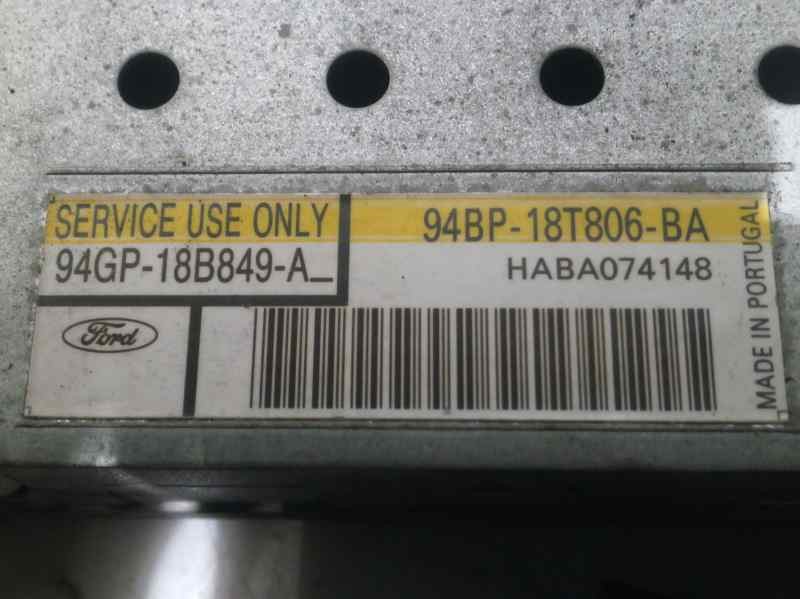 SERVICE USE ONLY
94GP-18B849-A_
94BP-18T806-BA
HABA074148
Ford
MADE IN PORTUGAL